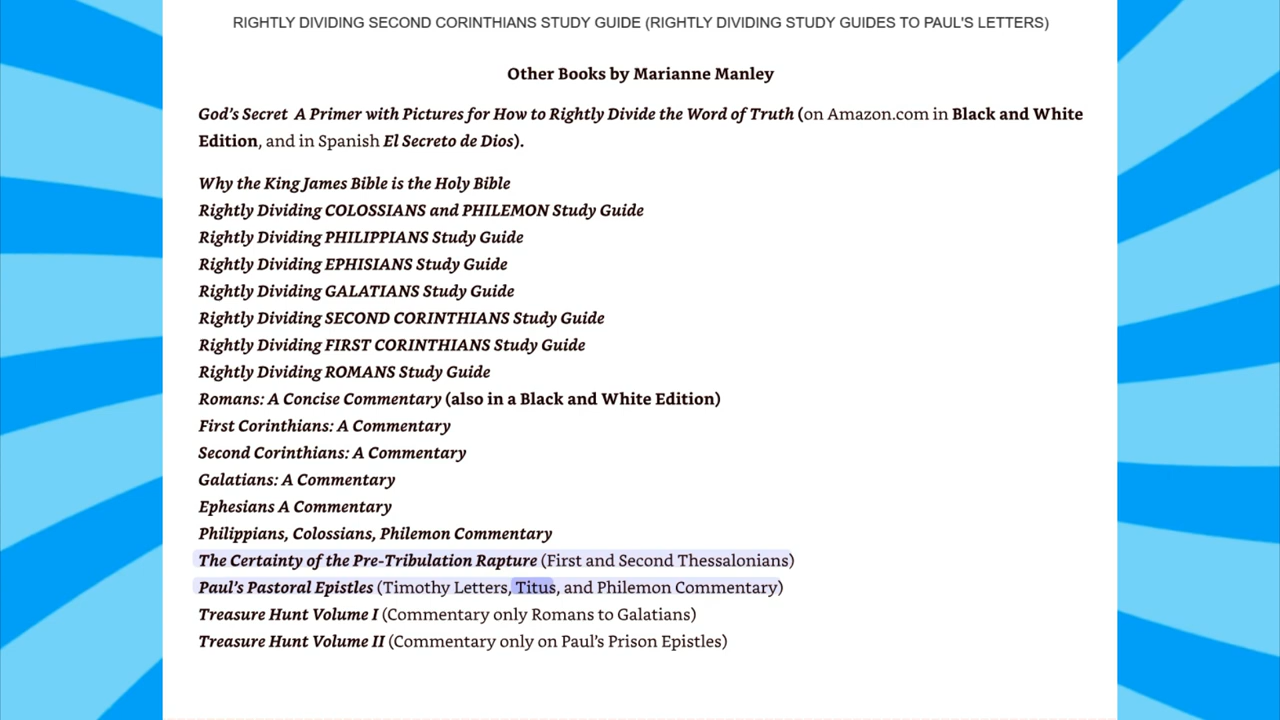 RIGHTLY DIVIDING SECOND CORINTHIANS STUDY GUIDE (RIGHTLY DIVIDING STUDY GUIDES TO PAUL'S LETTERS)
Other Books by Marianne Manley
God's Secret A Primer with Pictures for How to Rightly Divide the Word of Truth (on Amazon.com in Black and White
Edition, and in Spanish El Secreto de Dios).
Why the King James Bible is the Holy Bible
Rightly Dividing COLOSSIANS and PHILEMON Study Guide
Rightly Dividing PHILIPPIANS Study Guide
Rightly Dividing EPHISIANS Study Guide
Rightly Dividing GALATIANS Study Guide
Rightly Dividing SECOND CORINTHIANS Study Guide
Rightly Dividing FIRST CORINTHIANS Study Guide
Rightly Dividing ROMANS Study Guide
Romans: A Concise Commentary (also in a Black and White Edition)
First Corinthians: A Commentary
Second Corinthians: A Commentary
Galatians: A Commentary
Ephesians A Commentary
Philippians, Colossians, Philemon Commentary
The Certainty of the Pre-Tribulation Rapture (First and Second Thessalonians)
Paul's Pastoral Epistles (Timothy Letters, Titus, and Philemon Commentary)
Treasure Hunt Volume I (Commentary only Romans to Galatians)
Treasure Hunt Volume II (Commentary only on Paul's Prison Epistles)